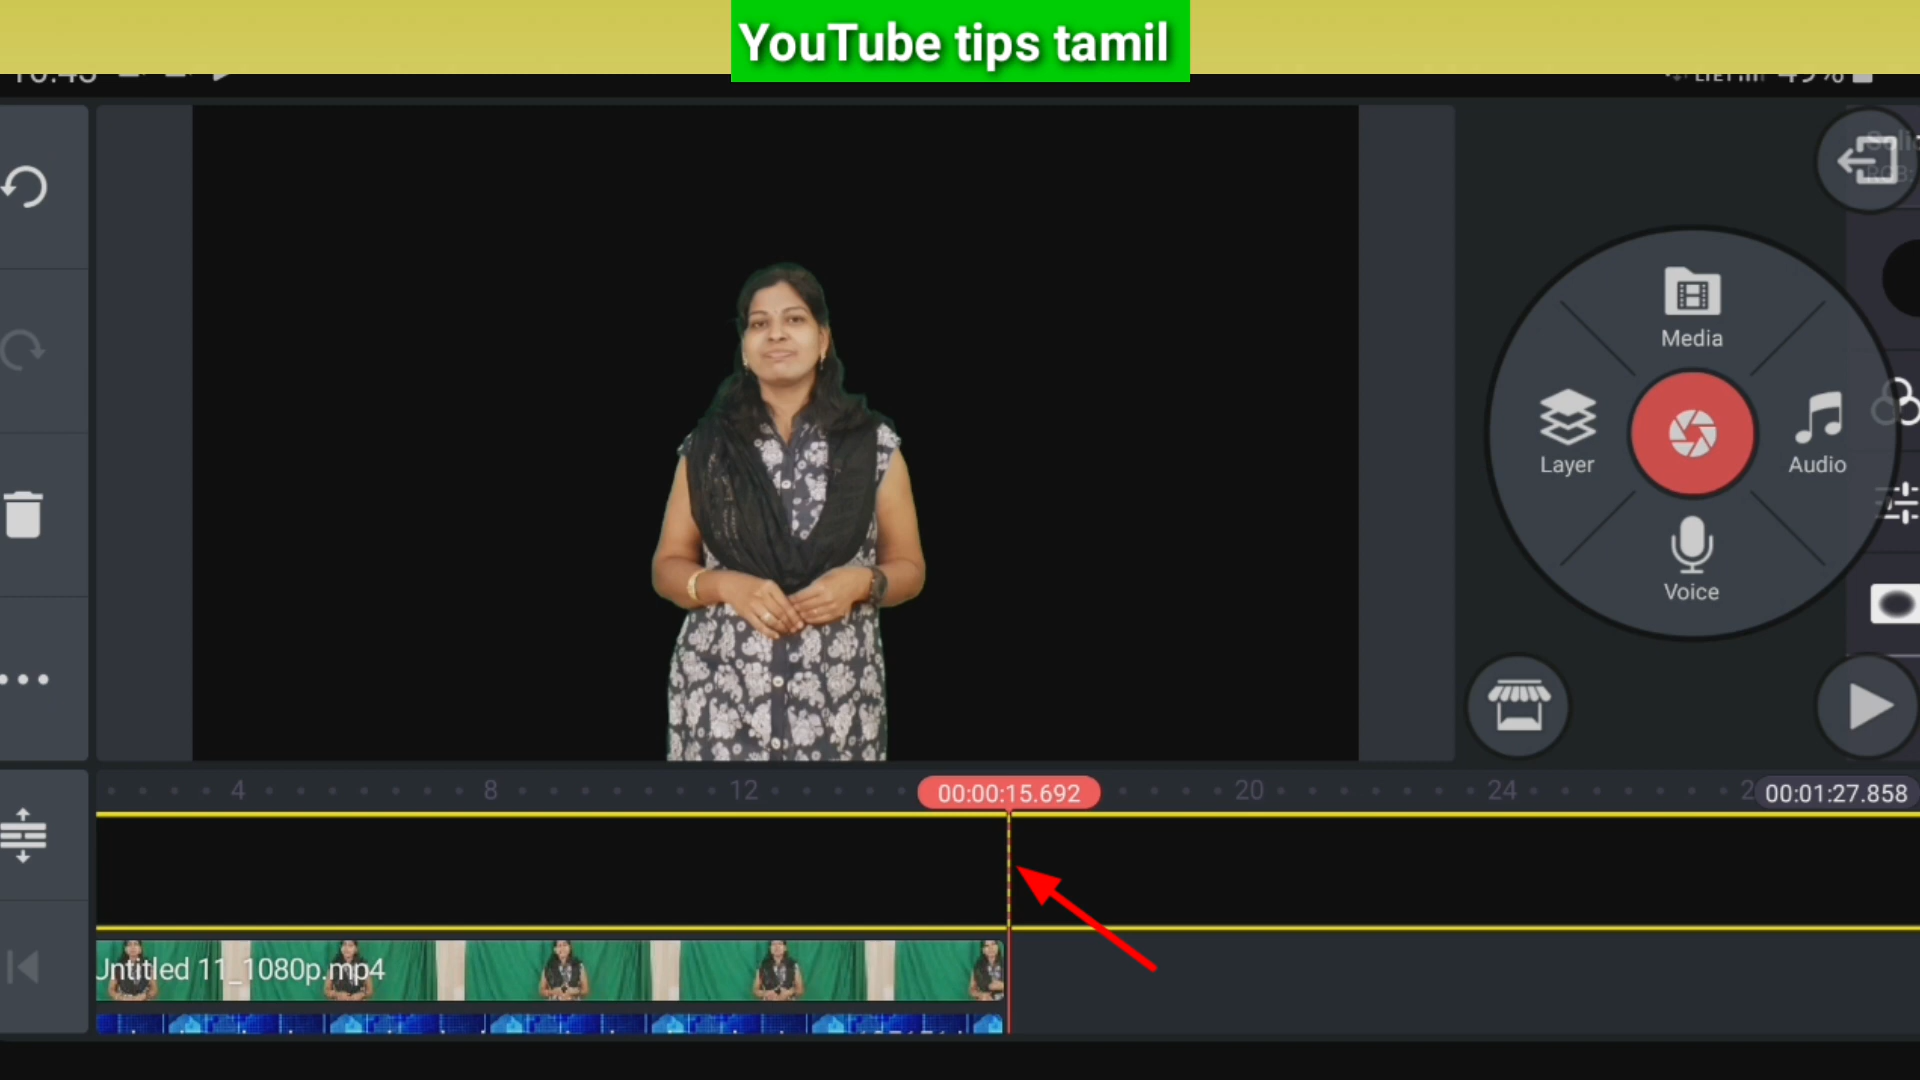 YouTube tips tamil
Media
Layer
Audio
Voice
4
8
12
00:00:15.692
20
24
00:01:27.858
Untitled 11_1080p.mp4